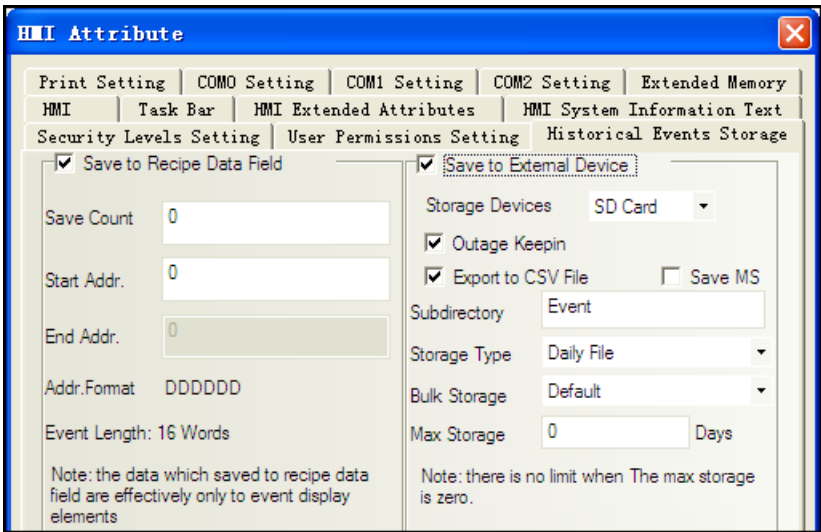 HMI Attribute
Print Setting COM0 Setting COM1 Setting COM2 Setting Extended Memory
HMI Task Bar HMI Extended Attributes HMI System Information Text
Security Levels Setting User Permissions Setting Historical Events Storage
Save to Recipe Data Field
Save Count 0
Start Addr. 0
End Addr. 0
Addr.Format DDDDDD
Event Length: 16 Words
Note: the data which saved to recipe data
field are effectively only to event display
elements
Save to External Device
Storage Devices SD Card
Outage Keepin
Export to CSV File Save MS
Subdirectory Event
Storage Type Daily File
Bulk Storage Default
Max Storage 0 Days
Note: there is no limit when The max storage
is zero.